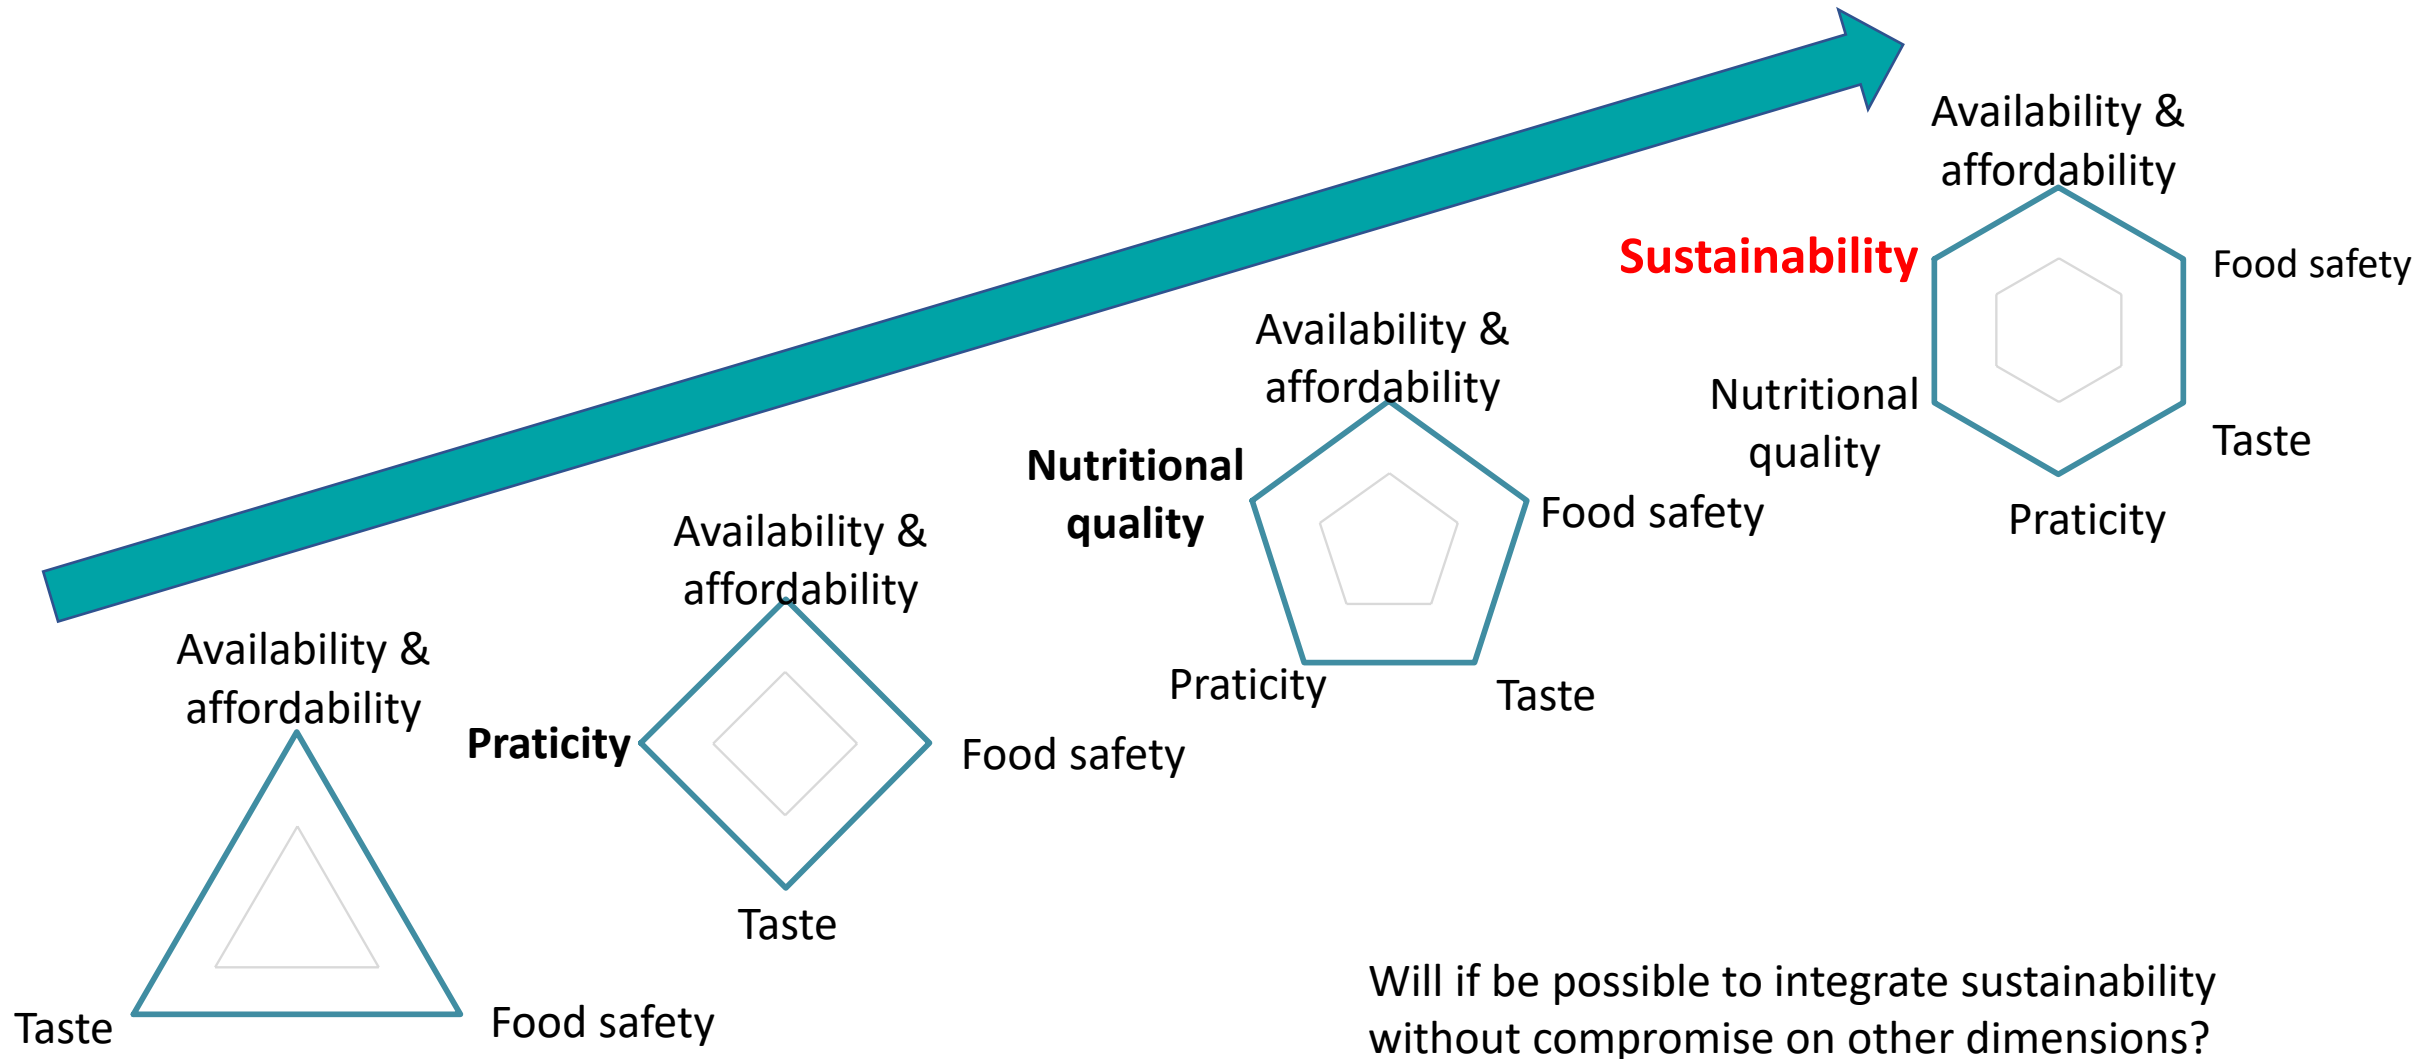 Availability &
affordability
Taste
Food safety
Availability &
affordability
Praticity
Food safety
Taste
Availability &
affordability
Nutritional
quality
Food safety
Praticity
Taste
Availability &
affordability
Sustainability
Food safety
Nutritional
quality
Taste
Praticity
Will if be possible to integrate sustainability
without compromise on other dimensions?